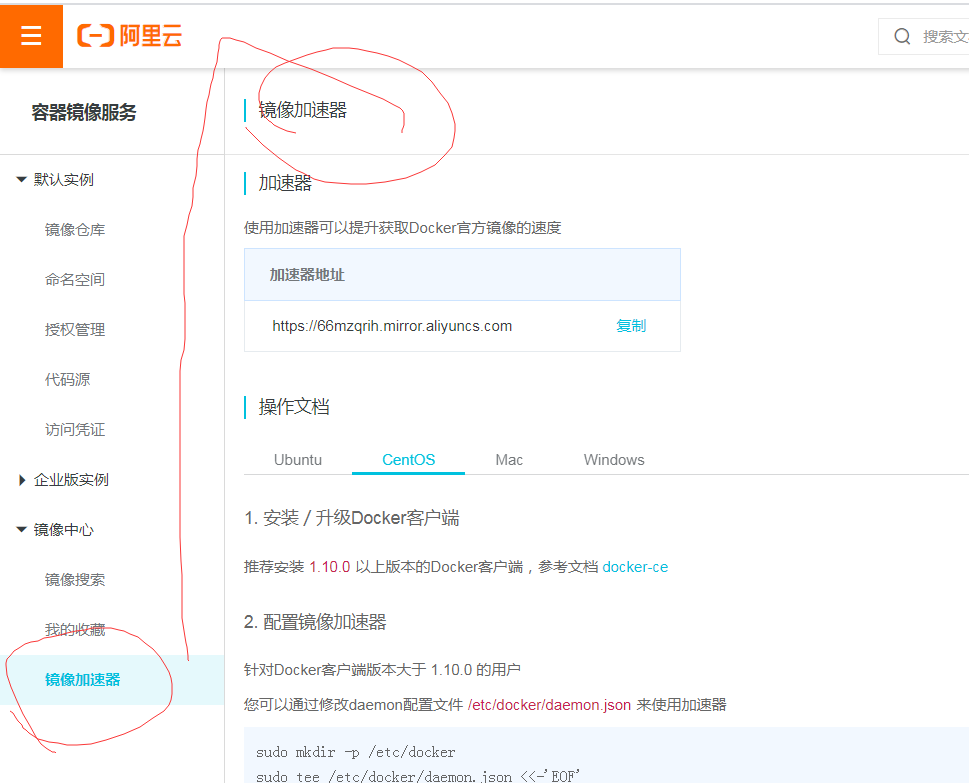 阿里云
搜索文
容器镜像服务
默认实例
镜像仓库
命名空间
授权管理
代码源
访问凭证
企业版实例
镜像中心
镜像搜索
我的收藏
镜像加速器
镜像加速器
加速器
使用加速器可以提升获取Docker官方镜像的速度
加速器地址
https://66mzqrih.mirror.aliyuncs.com 复制
操作文档
Ubuntu CentOS Mac Windows
1. 安装 / 升级Docker客户端
推荐安装 1.10.0 以上版本的Docker客户端，参考文档 docker-ce
2. 配置镜像加速器
针对Docker客户端版本大于 1.10.0 的用户
您可以通过修改daemon配置文件 /etc/docker/daemon.json 来使用加速器
sudo mkdir -p /etc/docker
sudo tee /etc/docker/daemon.json <<-'EOF'